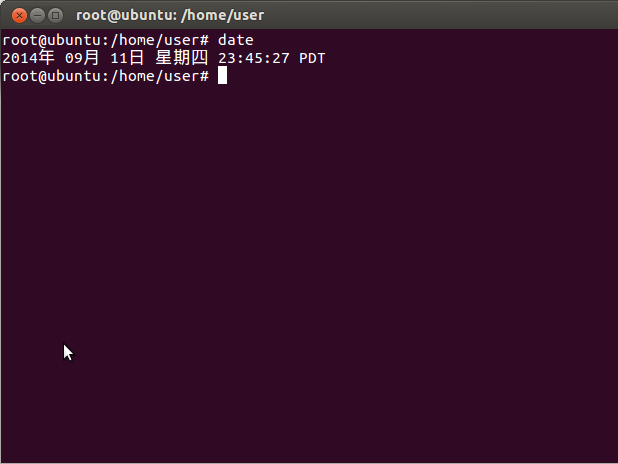 root@ubuntu: /home/user
root@ubuntu:/home/user# date
2014年 09月 11日 星期四 23:45:27 PDT
root@ubuntu:/home/user#